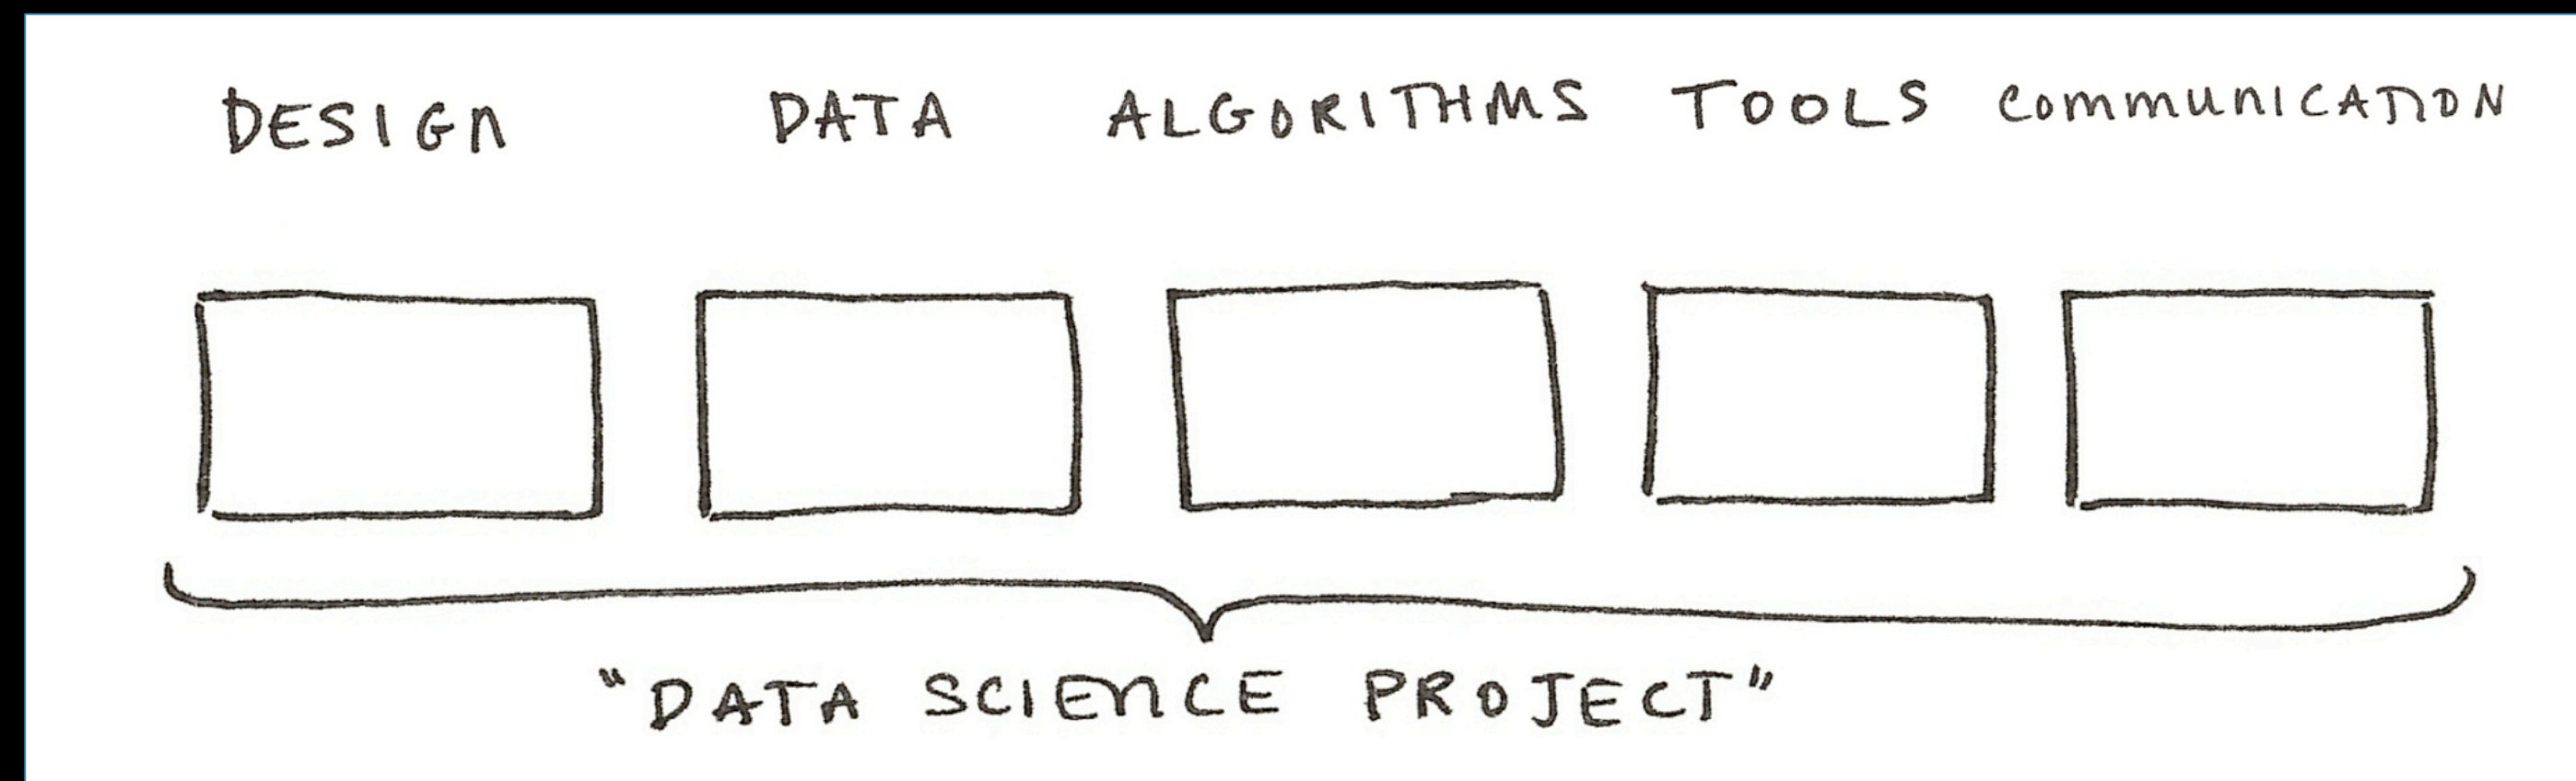 DESIGN DATA ALGORITHMS TOOLS COMMUNICATION
"DATA SCIENCE PROJECT"